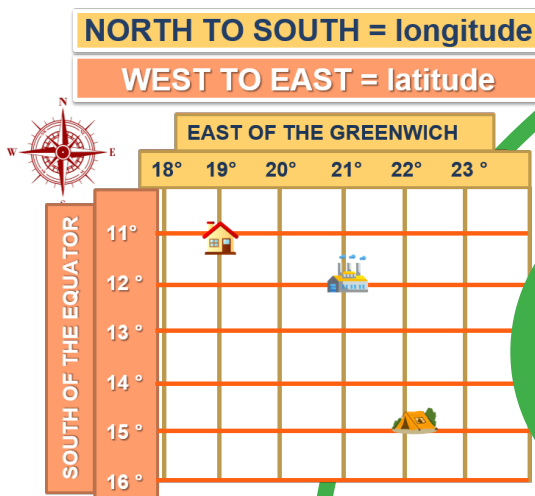 NORTH TO SOUTH = longitude
WEST TO EAST = latitude
N
W E
EAST OF THE GREENWICH
18° 19° 20° 21° 22° 23 °
SOUTH OF THE EQUATOR
11°
12 °
13 °
14 °
15 °
16 °